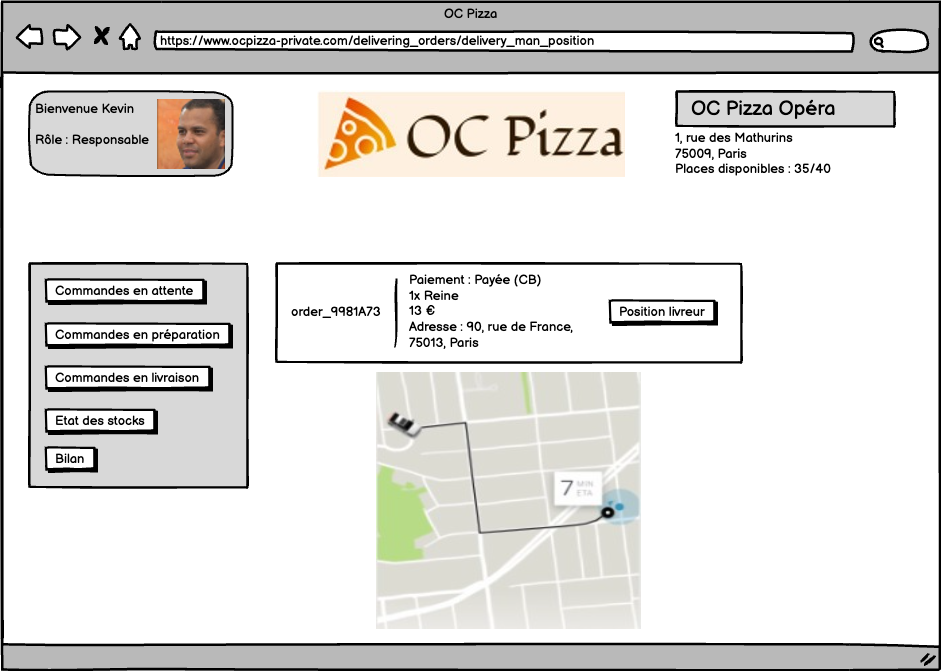 OC Pizza
https://www.ocpizza-private.com/delivering_orders/delivery_man_position
Bienvenue Kevin
Rôle : Responsable
OC Pizza
OC Pizza Opéra
1, rue des Mathurins
75009, Paris
Places disponibles : 35/40
Commandes en attente
Commandes en préparation
Commandes en livraison
Etat des stocks
Bilan
order_9981A73
Paiement : Payée (CB)
1x Reine
13 €
Adresse : 90, rue de France,
75013, Paris
Position livreur
7 MIN
ETA